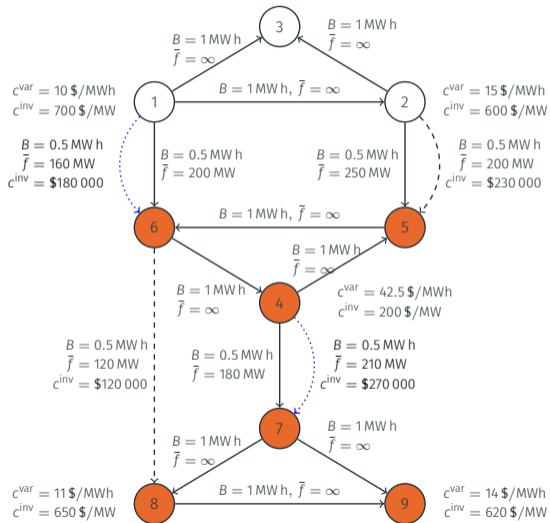 3
B = 1 MW h
f̄ = ∞
B = 1 MW h
f̄ = ∞
c^var = 10 $/MWh
c^inv = 700 $/MW
1
B = 1 MW h, f̄ = ∞
2
c^var = 15 $/MWh
c^inv = 600 $/MW
B = 0.5 MW h
f̄ = 160 MW
c^inv = $180 000
B = 0.5 MW h
f̄ = 200 MW
B = 0.5 MW h
f̄ = 250 MW
B = 0.5 MW h
f̄ = 200 MW
c^inv = $230 000
6
B = 1 MW h, f̄ = ∞
5
B = 1 MW h
f̄ = ∞
B = 1 MW h
f̄ = ∞
4
c^var = 42.5 $/MWh
c^inv = 200 $/MW
B = 0.5 MW h
f̄ = 120 MW
c^inv = $120 000
B = 0.5 MW h
f̄ = 180 MW
B = 0.5 MW h
f̄ = 210 MW
c^inv = $270 000
7
B = 1 MW h
f̄ = ∞
B = 1 MW h
f̄ = ∞
c^var = 11 $/MWh
c^inv = 650 $/MW
8
B = 1 MW h, f̄ = ∞
9
c^var = 14 $/MWh
c^inv = 620 $/MW